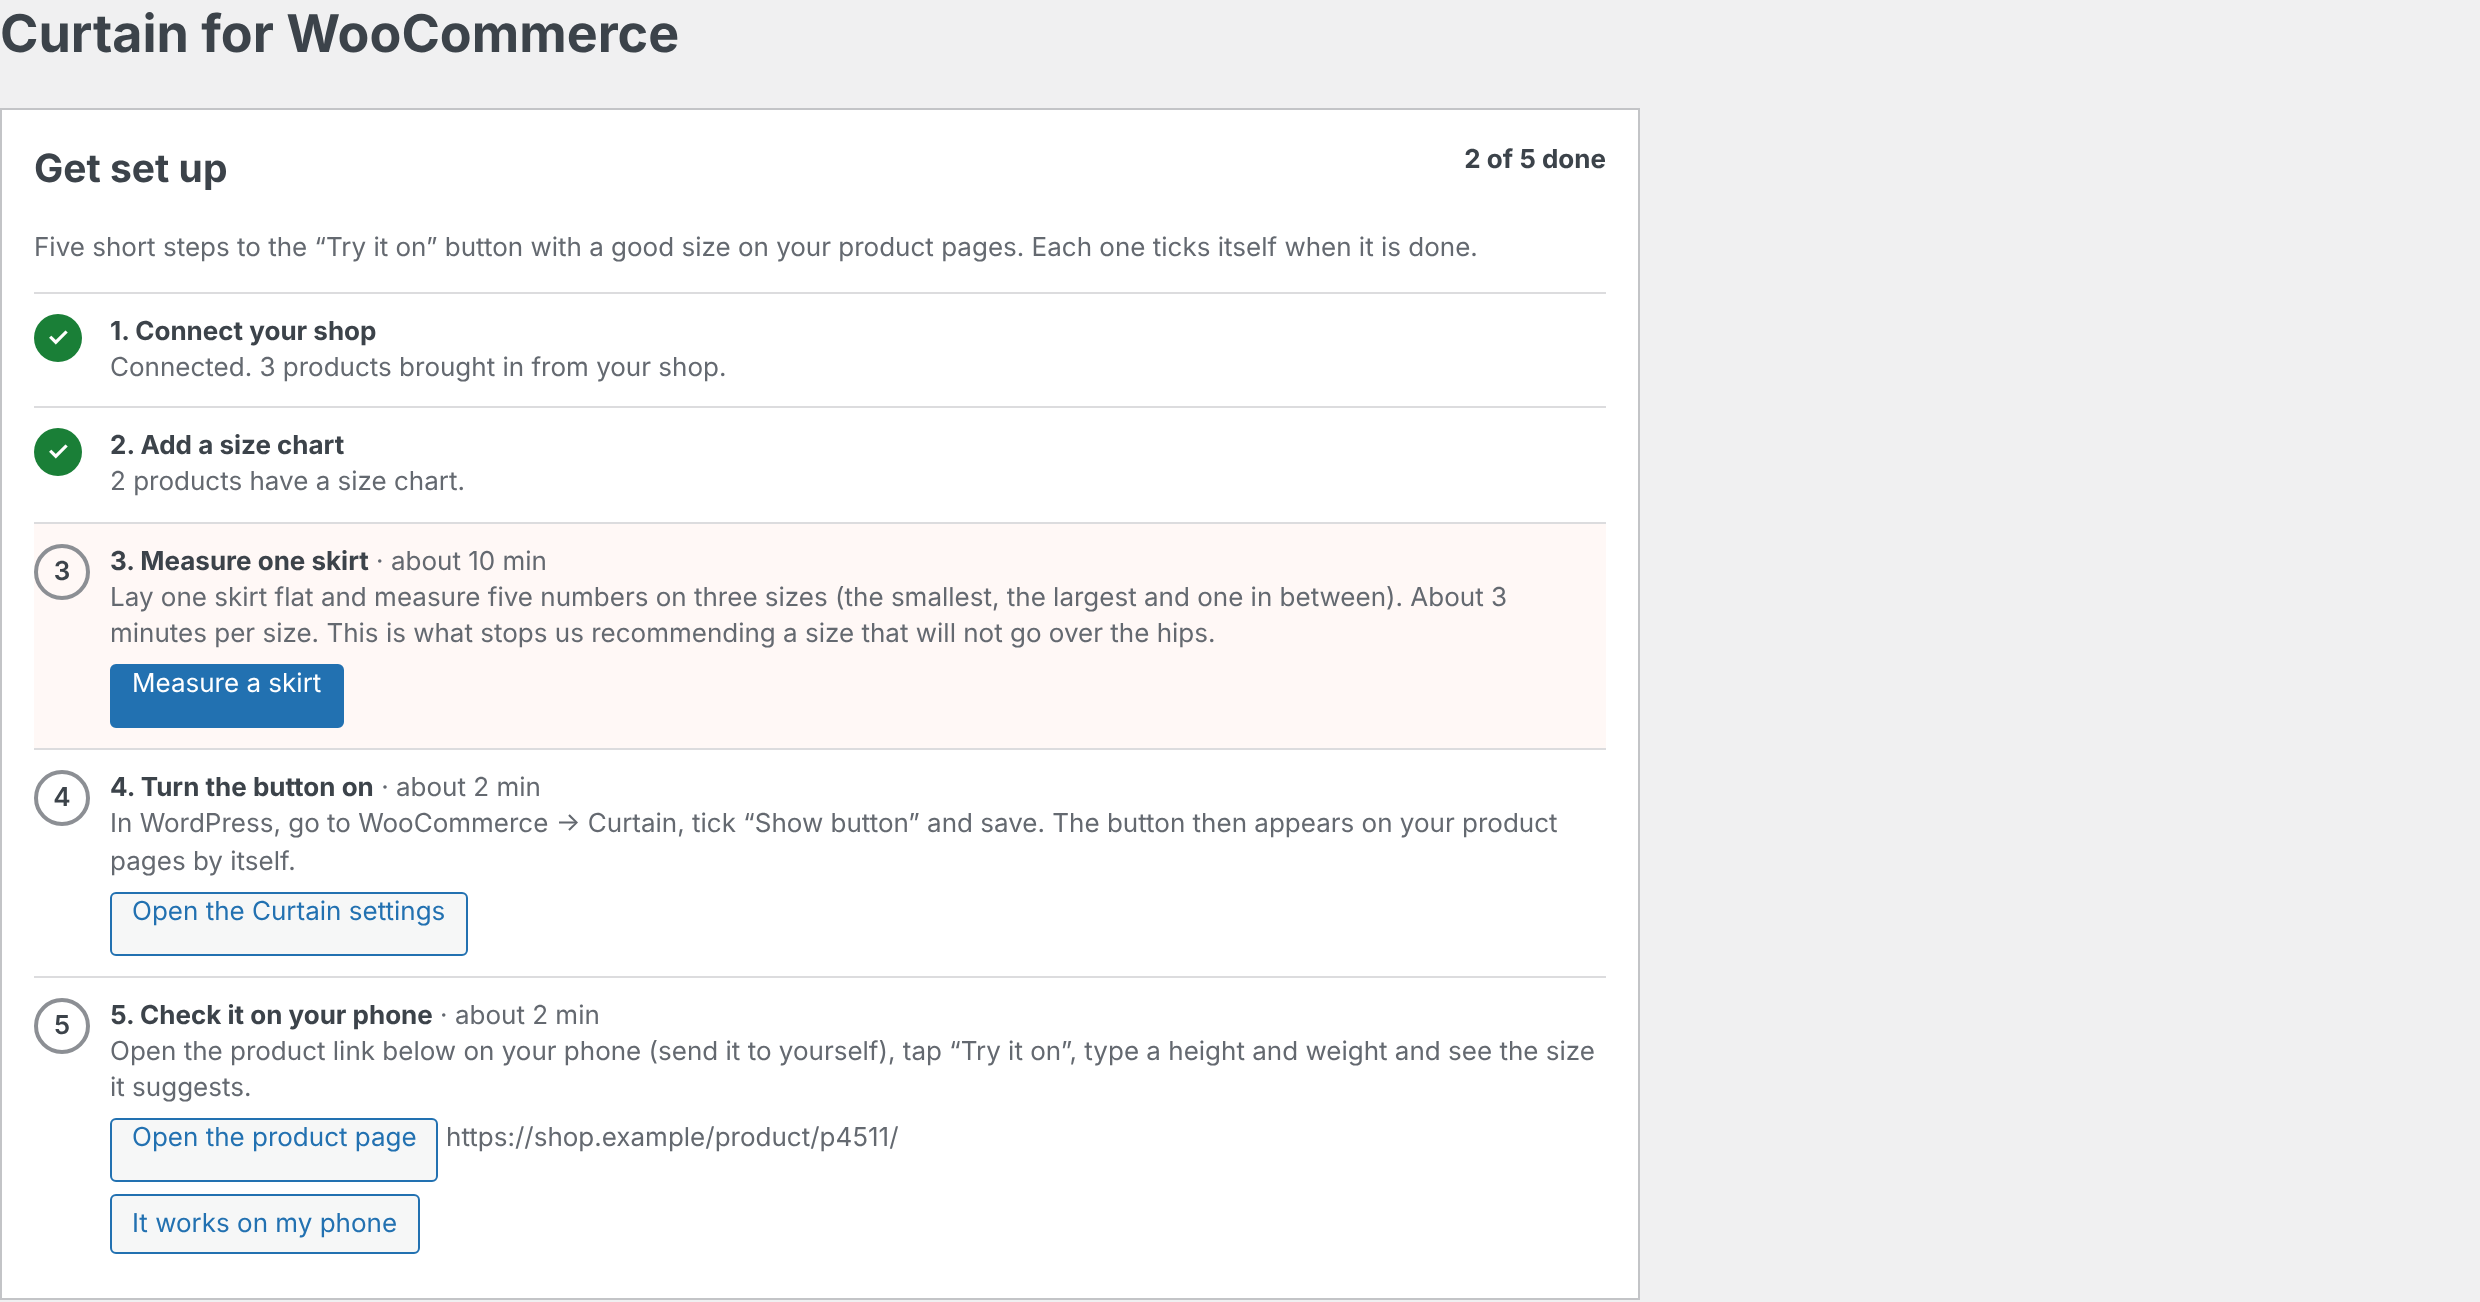 Curtain for WooCommerce
Get set up
2 of 5 done
Five short steps to the “Try it on” button with a good size on your product pages. Each one ticks itself when it is done.
1. Connect your shop
Connected. 3 products brought in from your shop.
2. Add a size chart
2 products have a size chart.
3
3. Measure one skirt · about 10 min
Lay one skirt flat and measure five numbers on three sizes (the smallest, the largest and one in between). About 3
minutes per size. This is what stops us recommending a size that will not go over the hips.
Measure a skirt
4
4. Turn the button on · about 2 min
In WordPress, go to WooCommerce → Curtain, tick “Show button” and save. The button then appears on your product
pages by itself.
Open the Curtain settings
5
5. Check it on your phone · about 2 min
Open the product link below on your phone (send it to yourself), tap “Try it on”, type a height and weight and see the size
it suggests.
Open the product page https://shop.example/product/p4511/
It works on my phone